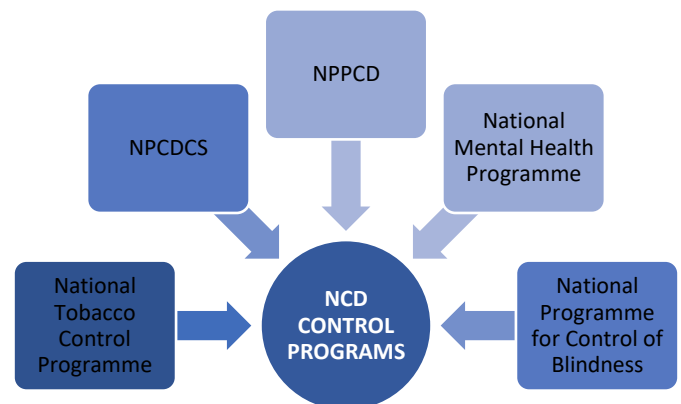 NPPCD
NPCDCS
National
Mental Health
Programme
National
Tobacco
Control
Programme
NCD
CONTROL
PROGRAMS
National
Programme
for Control of
Blindness